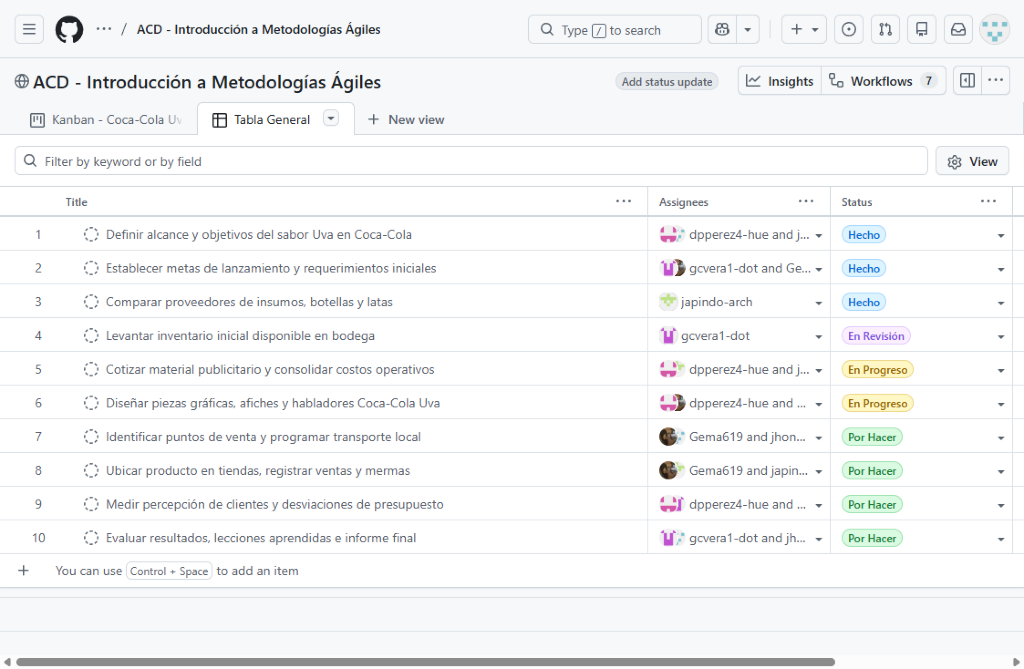 ACD - Introducción a Metodologías Ágiles
Type / to search
ACD - Introducción a Metodologías Ágiles
Add status update
Insights
Workflows 7
Kanban - Coca-Cola Uv
Tabla General
New view
Filter by keyword or by field
View
Title Assignees Status
1 Definir alcance y objetivos del sabor Uva en Coca-Cola dpperez4-hue and j... Hecho
2 Establecer metas de lanzamiento y requerimientos iniciales gcvera1-dot and Ge... Hecho
3 Comparar proveedores de insumos, botellas y latas japindo-arch Hecho
4 Levantar inventario inicial disponible en bodega gcvera1-dot En Revisión
5 Cotizar material publicitario y consolidar costos operativos dpperez4-hue and j... En Progreso
6 Diseñar piezas gráficas, afiches y habladores Coca-Cola Uva dpperez4-hue and ... En Progreso
7 Identificar puntos de venta y programar transporte local Gema619 and jhon... Por Hacer
8 Ubicar producto en tiendas, registrar ventas y mermas Gema619 and japin... Por Hacer
9 Medir percepción de clientes y desviaciones de presupuesto dpperez4-hue and ... Por Hacer
10 Evaluar resultados, lecciones aprendidas e informe final gcvera1-dot and jh... Por Hacer
You can use Control + Space to add an item